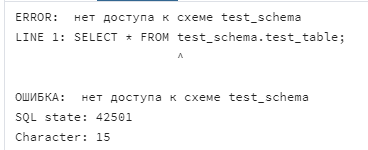 ERROR:  нет доступа к схеме test_schema
LINE 1: SELECT * FROM test_schema.test_table;
                      ^
ОШИБКА:  нет доступа к схеме test_schema
SQL state: 42501
Character: 15